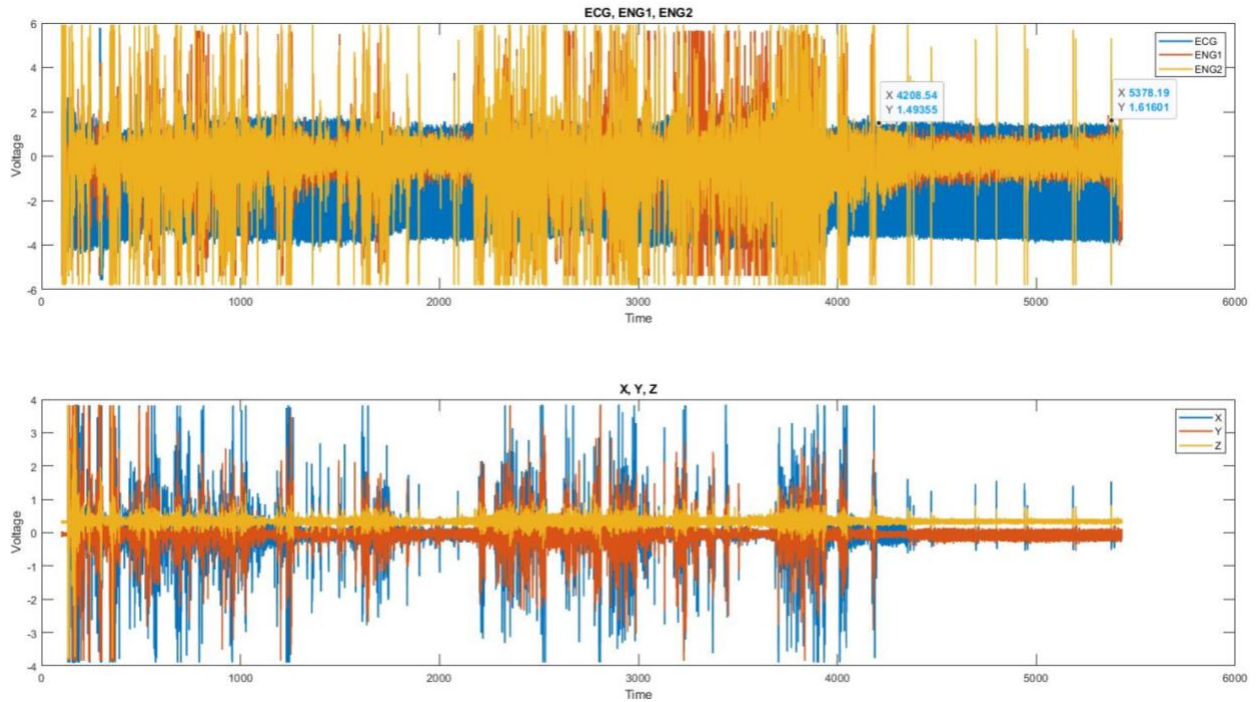 ECG, ENG1, ENG2
6
4
2
0
-2
-4
-6
Voltage
ECG
ENG1
ENG2
X 4208.54
Y 1.49355
X 5378.19
Y 1.61601
0
1000
2000
3000
4000
5000
6000
Time
X, Y, Z
4
3
2
1
0
-1
-2
-3
-4
Voltage
X
Y
Z
0
1000
2000
3000
4000
5000
6000
Time